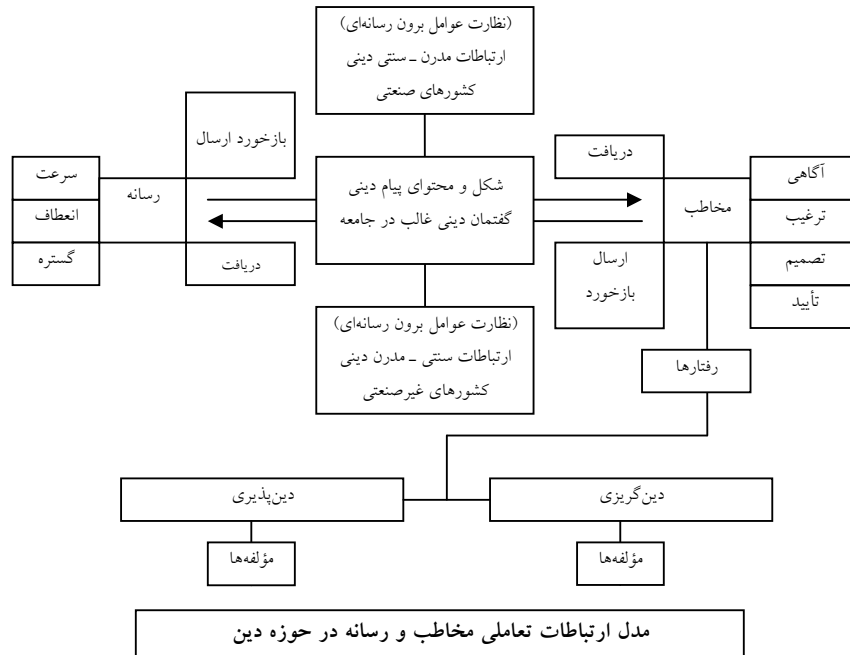 (نظارت عوامل برون رسانه‌ای)
ارتباطات مدرن ـ سنتی دینی
کشورهای صنعتی
بازخورد ارسال
دریافت
سرعت
رسانه
انعطاف
گستره
دریافت
شکل و محتوای پیام دینی
گفتمان دینی غالب در جامعه
مخاطب
آگاهی
ترغیب
تصمیم
تأیید
ارسال
بازخورد
(نظارت عوامل برون رسانه‌ای)
ارتباطات سنتی ـ مدرن دینی
کشورهای غیرصنعتی
رفتارها
دین‌گریزی
دین‌پذیری
مؤلفه‌ها
مؤلفه‌ها
مدل ارتباطات تعاملی مخاطب و رسانه در حوزه دین